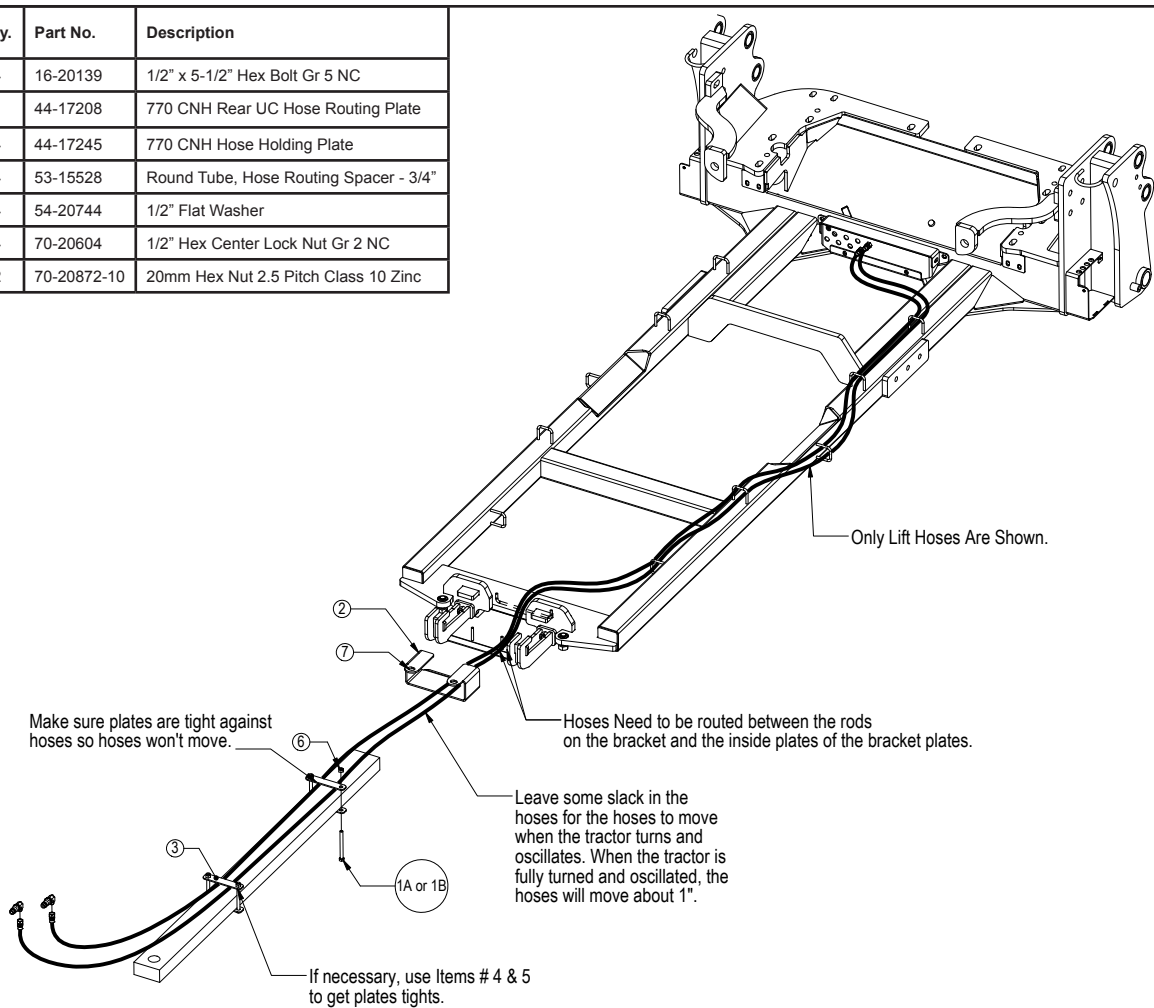 y. Part No. Description
16-20139 1/2” x 5-1/2” Hex Bolt Gr 5 NC
44-17208 770 CNH Rear UC Hose Routing Plate
44-17245 770 CNH Hose Holding Plate
53-15528 Round Tube, Hose Routing Spacer - 3/4”
54-20744 1/2” Flat Washer
70-20604 1/2” Hex Center Lock Nut Gr 2 NC
70-20872-10 20mm Hex Nut 2.5 Pitch Class 10 Zinc
Only Lift Hoses Are Shown.
2
7
Hoses Need to be routed between the rods
on the bracket and the inside plates of the bracket plates.
Make sure plates are tight against
hoses so hoses won't move.
6
Leave some slack in the
hoses for the hoses to move
when the tractor turns and
oscillates. When the tractor is
fully turned and oscillated, the
hoses will move about 1".
3
1A or 1B
If necessary, use Items # 4 & 5
to get plates tights.